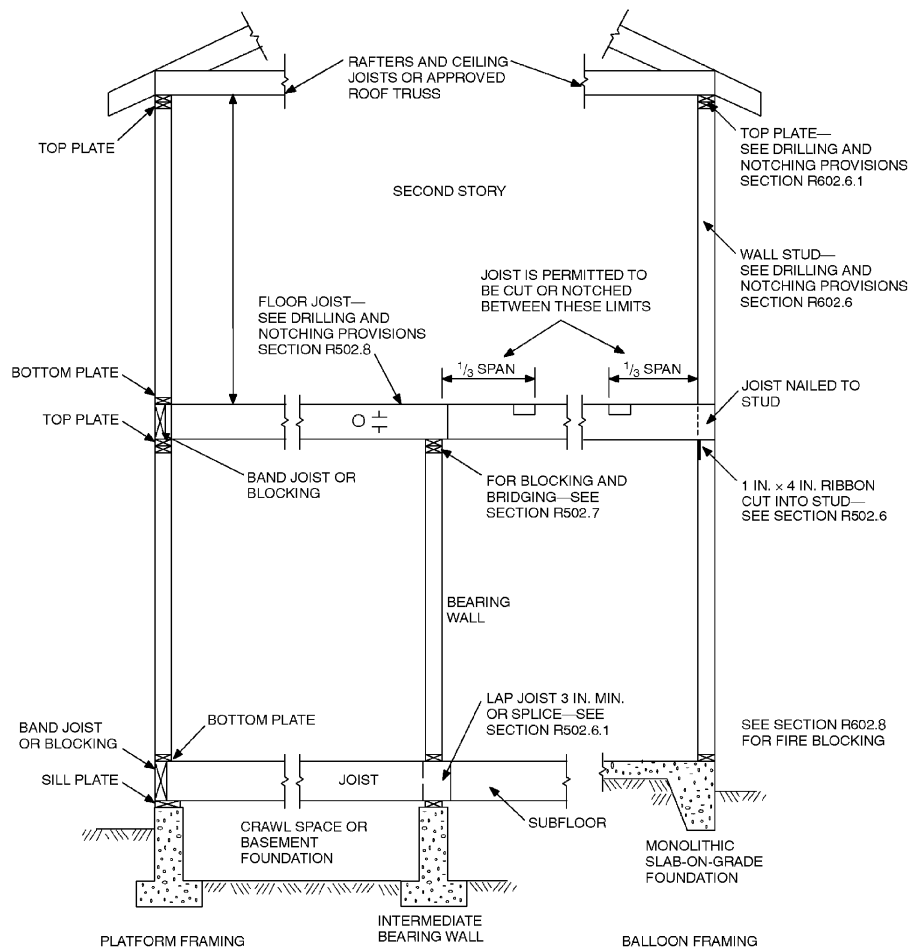 RAFTERS AND CEILING
JOISTS OR APPROVED
ROOF TRUSS
TOP PLATE
TOP PLATE—
SEE DRILLING AND
NOTCHING PROVISIONS
SECTION R602.6.1
SECOND STORY
WALL STUD—
SEE DRILLING AND
NOTCHING PROVISIONS
SECTION R602.6
JOIST IS PERMITTED TO
BE CUT OR NOTCHED
BETWEEN THESE LIMITS
FLOOR JOIST—
SEE DRILLING AND
NOTCHING PROVISIONS
SECTION R502.8
1/3 SPAN
1/3 SPAN
BOTTOM PLATE
JOIST NAILED TO
STUD
TOP PLATE
BAND JOIST OR
BLOCKING
FOR BLOCKING AND
BRIDGING—SEE
SECTION R502.7
1 IN. × 4 IN. RIBBON
CUT INTO STUD—
SEE SECTION R502.6
BEARING
WALL
LAP JOIST 3 IN. MIN.
OR SPLICE—SEE
SECTION R502.6.1
BOTTOM PLATE
BAND JOIST
OR BLOCKING
SEE SECTION R602.8
FOR FIRE BLOCKING
SILL PLATE
JOIST
SUBFLOOR
CRAWL SPACE OR
BASEMENT
FOUNDATION
MONOLITHIC
SLAB-ON-GRADE
FOUNDATION
INTERMEDIATE
BEARING WALL
PLATFORM FRAMING
BALLOON FRAMING